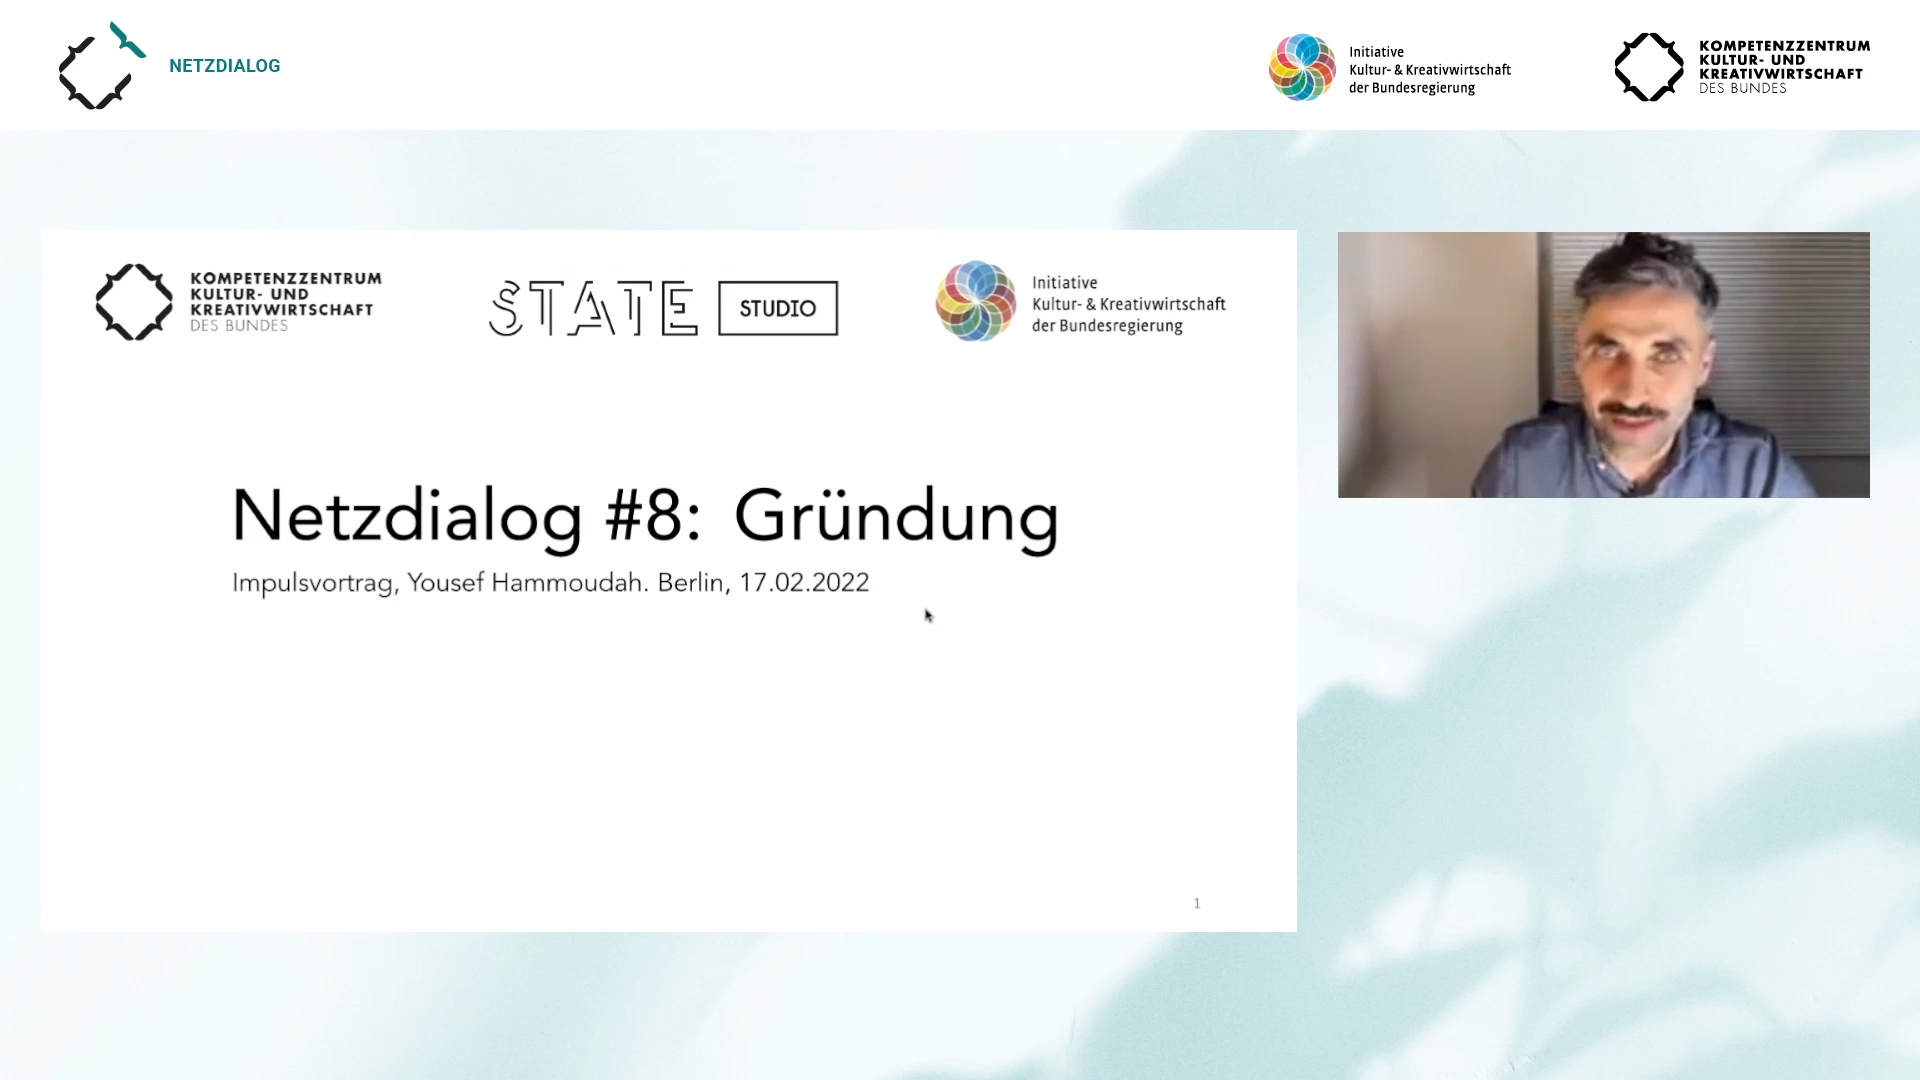 NETZDIALOG
Initiative
Kultur- & Kreativwirtschaft
der Bundesregierung
KOMPETENZZENTRUM
KULTUR- UND
KREATIVWIRTSCHAFT
DES BUNDES
KOMPETENZZENTRUM
KULTUR- UND
KREATIVWIRTSCHAFT
DES BUNDES
STATE STUDIO
Initiative
Kultur- & Kreativwirtschaft
der Bundesregierung
Netzdialog #8: Gründung
Impulsvortrag, Yousef Hammoudah. Berlin, 17.02.2022
1